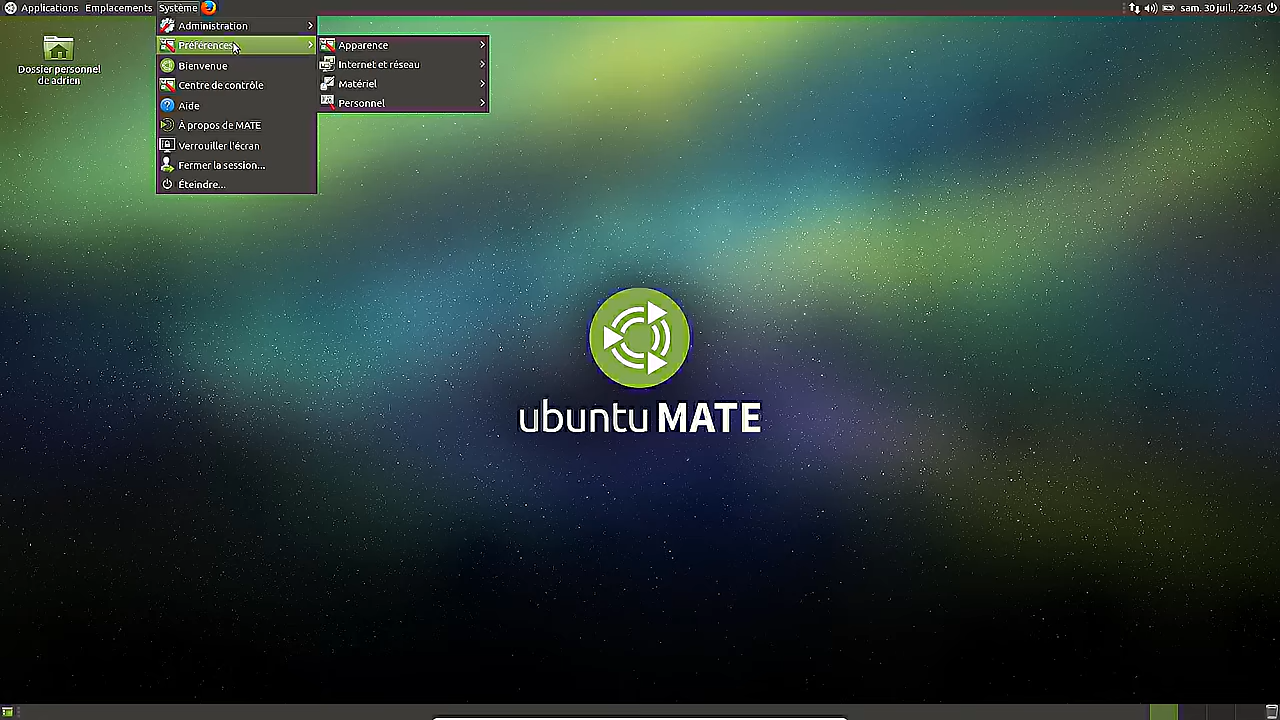 Applications Emplacements Système
sam. 30 juil., 22:45
Administration
Préférences
Bienvenue
Centre de contrôle
Aide
À propos de MATE
Verrouiller l'écran
Fermer la session...
Éteindre...
Apparence
Internet et réseau
Matériel
Personnel
Dossier personnel
de adrien
ubuntu MATE